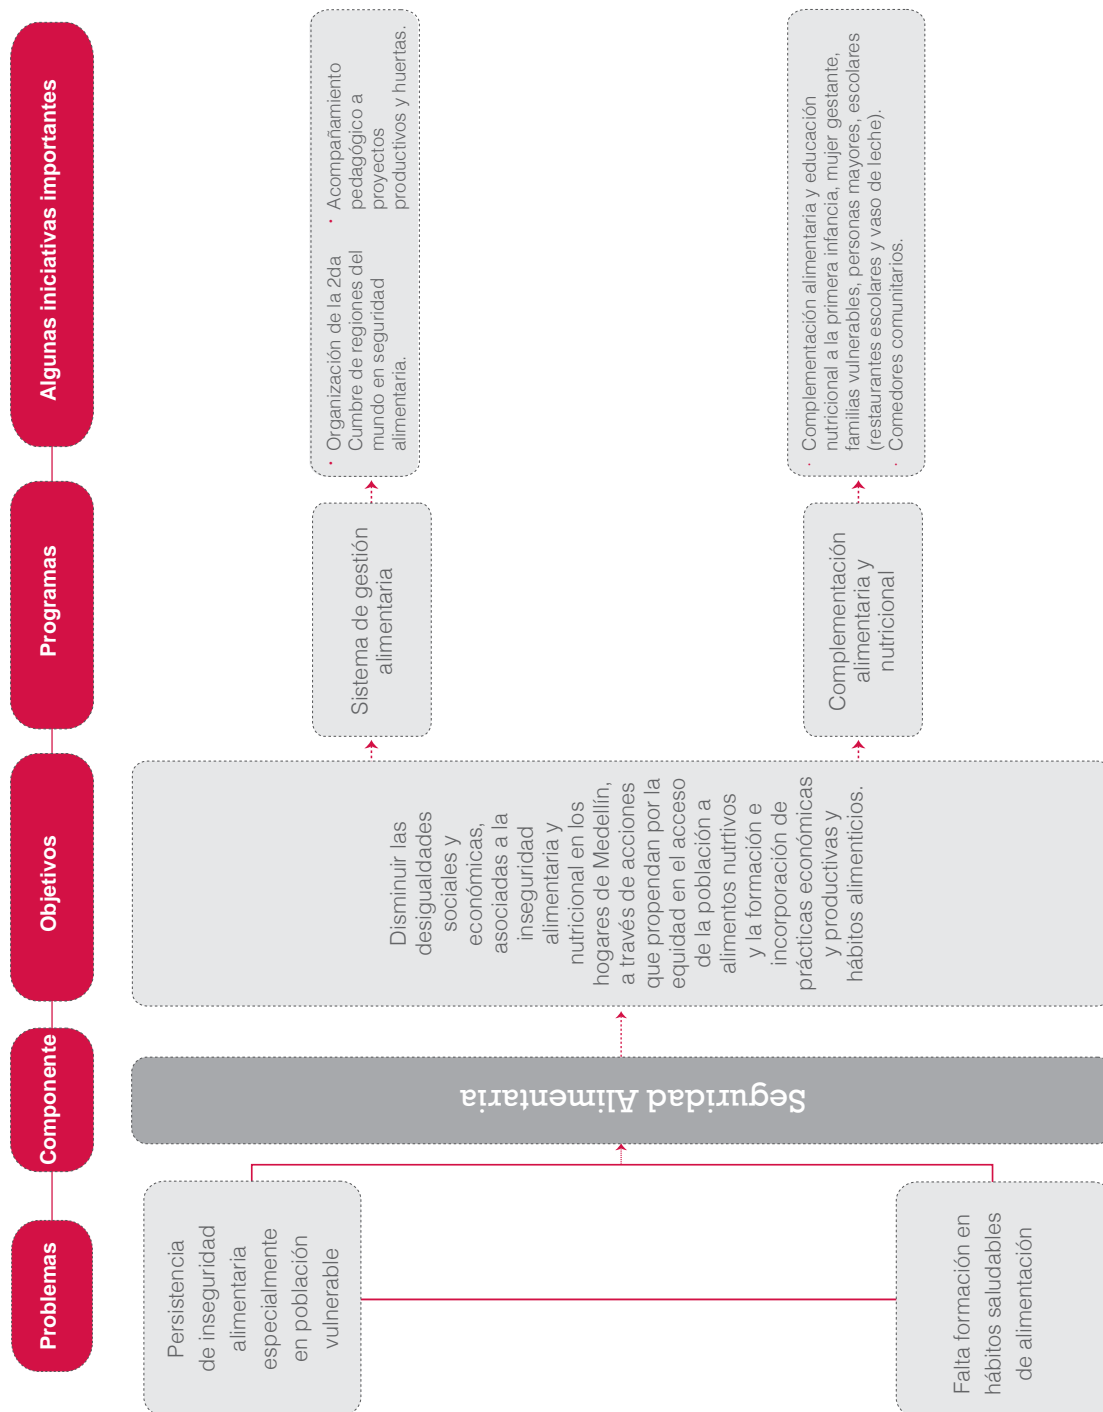 Problemas
Componente
Objetivos
Programas
Algunas iniciativas importantes
Persistencia
de inseguridad
alimentaria
especialmente
en población
vulnerable
Falta formación en
hábitos saludables
de alimentación
Seguridad Alimentaria
Disminuir las
desigualdades
sociales y
económicas,
asociadas a la
inseguridad
alimentaria y
nutricional en los
hogares de Medellín,
a través de acciones
que propendan por la
equidad en el acceso
de la población a
alimentos nutrtivos
y la formación e
incorporación de
prácticas económicas
y productivas y
hábitos alimenticios.
Sistema de gestión
alimentaria
Complementación
alimentaria y
nutricional
· Organización de la 2da
Cumbre de regiones del
mundo en seguridad
alimentaria.
· Acompañamiento
pedagógico a
proyectos
productivos y huertas.
· Complementación alimentaria y educación
nutricional a la primera infancia, mujer gestante,
familias vulnerables, personas mayores, escolares
(restaurantes escolares y vaso de leche).
· Comedores comunitarios.